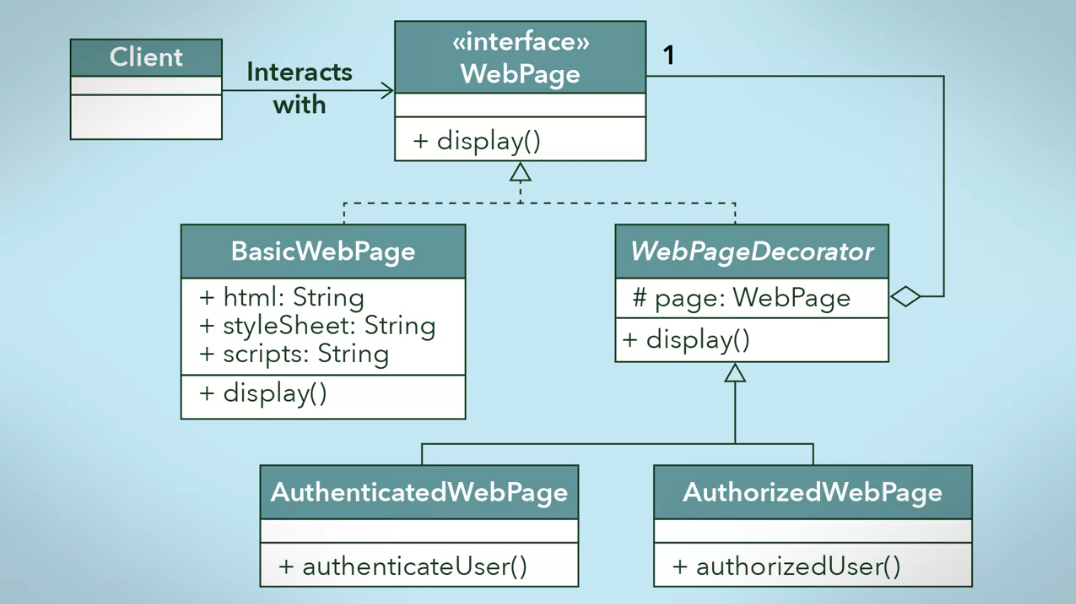 Client
Interacts
with
«interface»
WebPage
+ display()
1
BasicWebPage
+ html: String
+ styleSheet: String
+ scripts: String
+ display()
WebPageDecorator
# page: WebPage
+ display()
AuthenticatedWebPage
+ authenticateUser()
AuthorizedWebPage
+ authorizedUser()